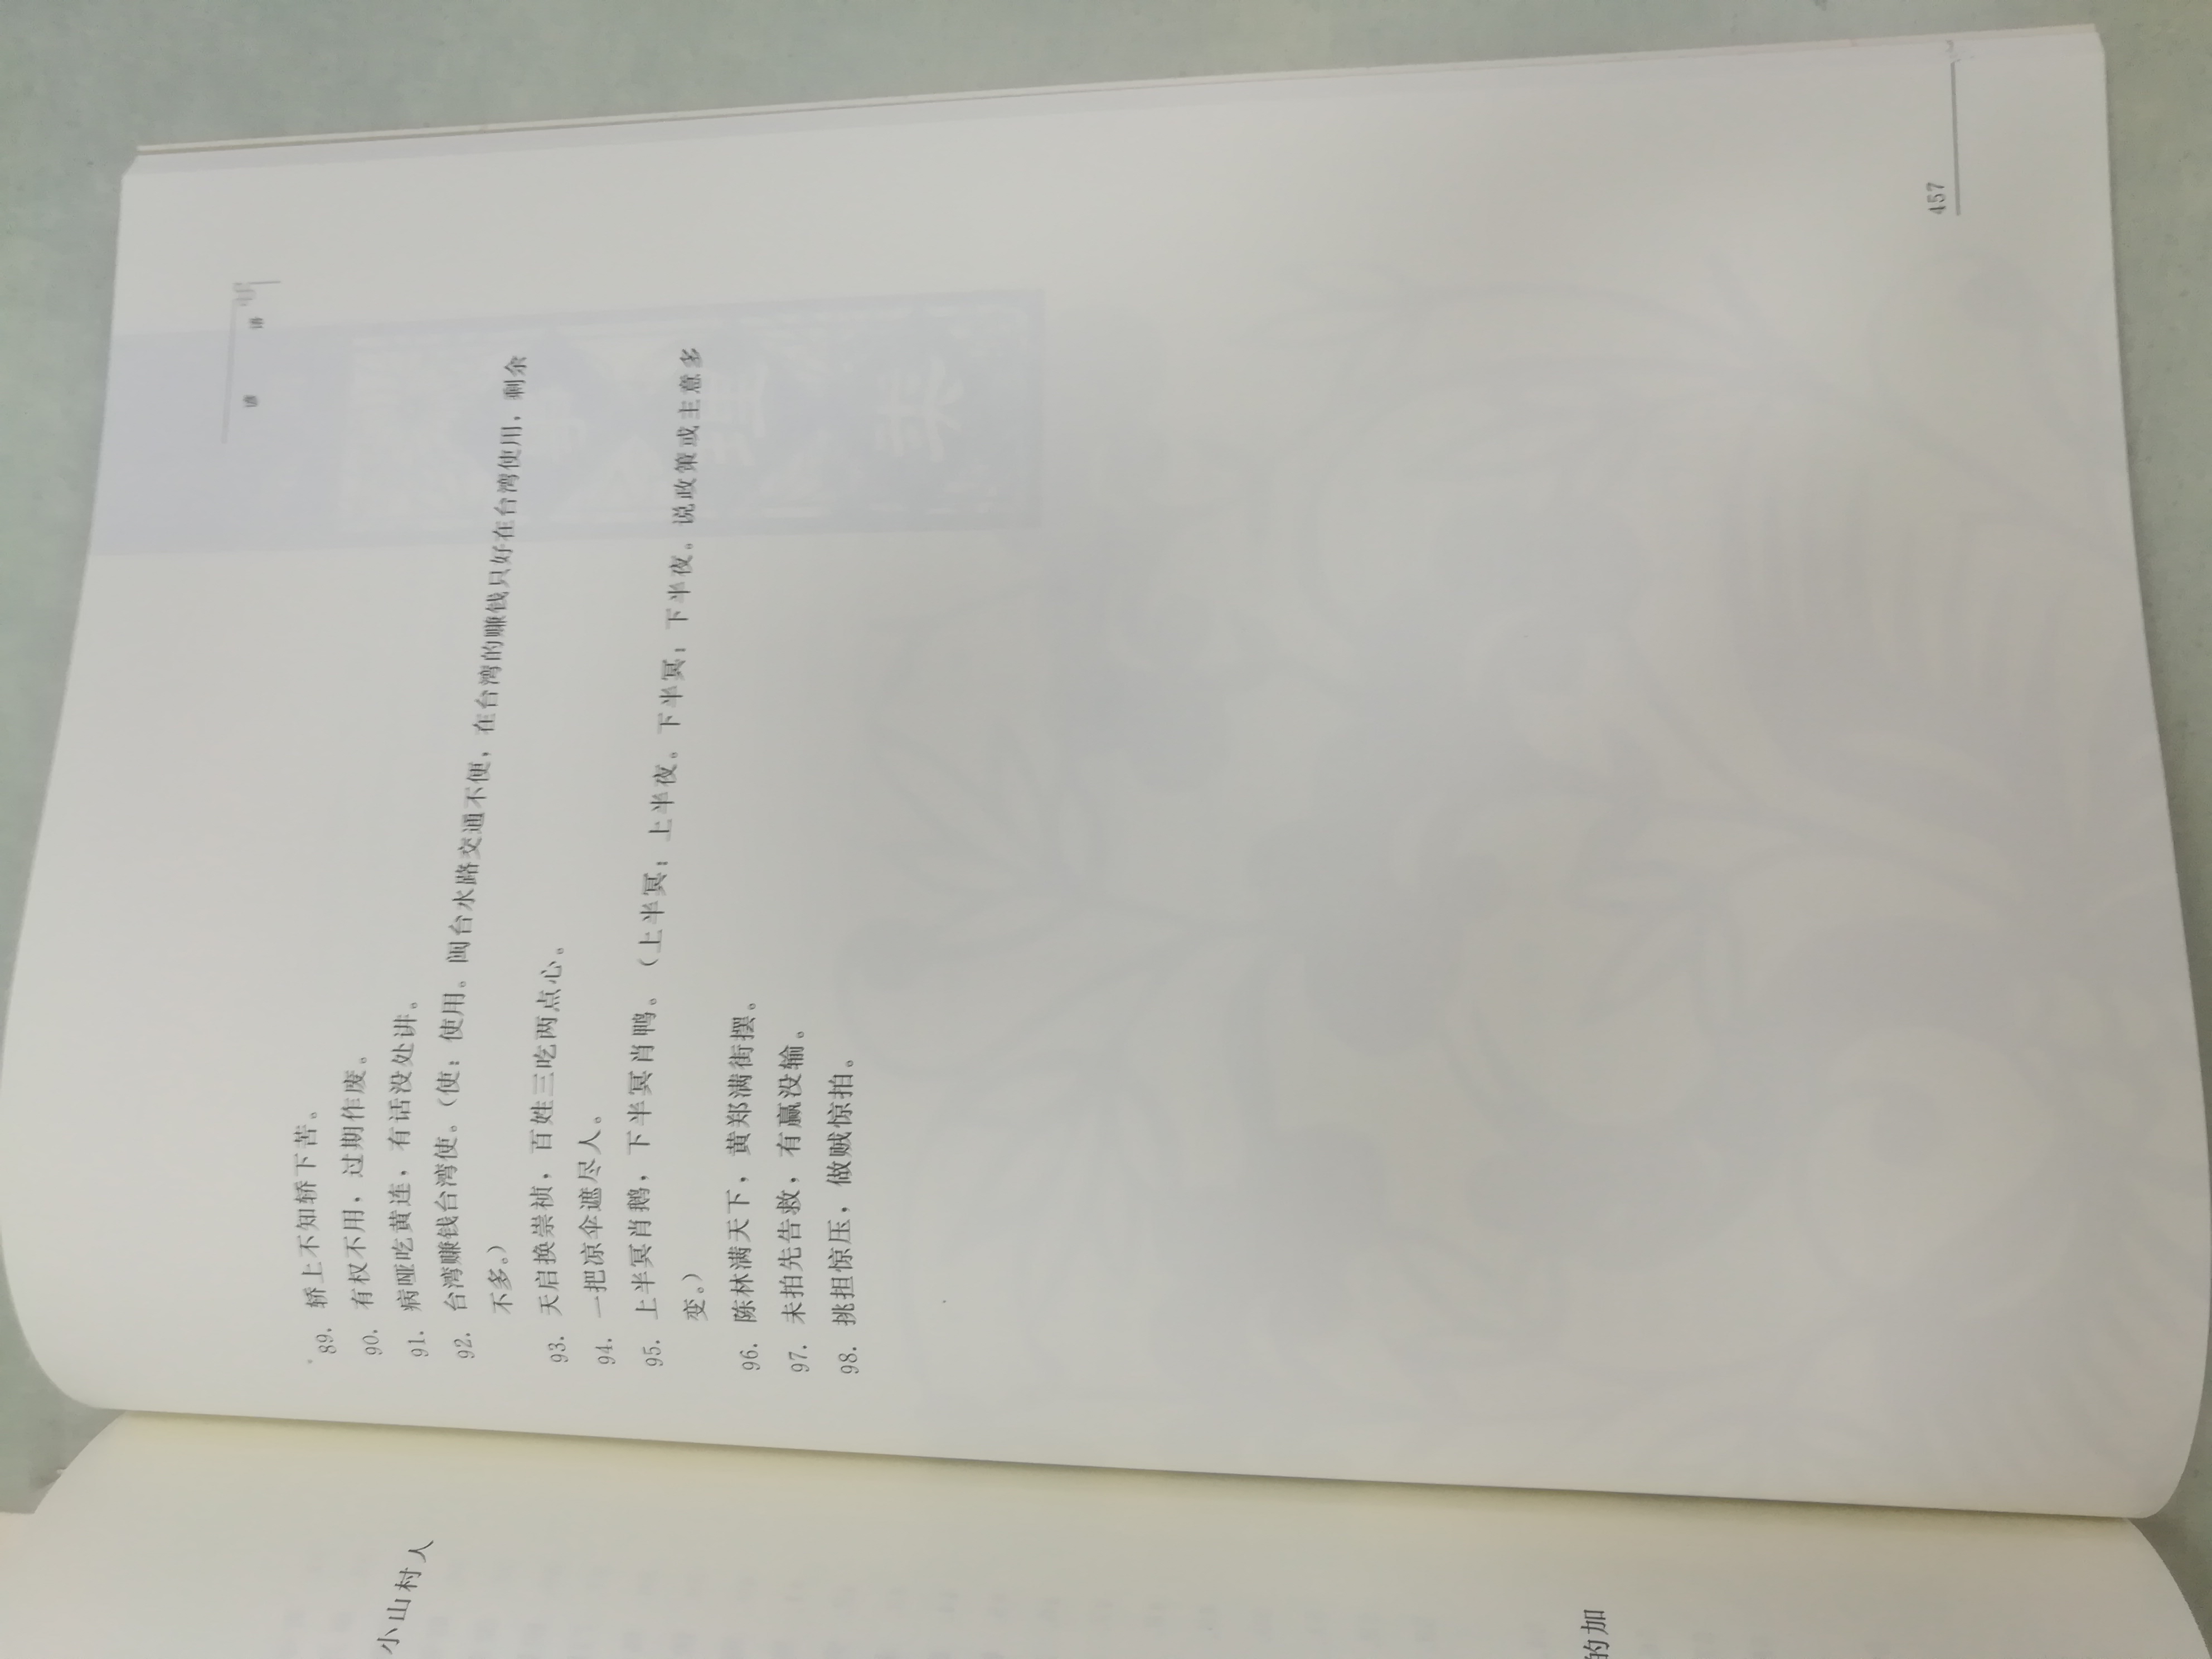 小山村人
的加
谚 语
89. 轿上不知轿下苦。
90. 有权不用，过期作废。
91. 病哑吃黄连，有话没处讲。
92. 台湾赚钱台湾使。（使：使用。闽台水路交通不便，在台湾的赚钱只好在台湾使用，剩余
不多。）
93. 天启换崇祯，百姓三吃两点心。
94. 一把凉伞遮尽人。
95. 上半冥肖鹅，下半冥肖鸭。（上半冥：上半夜。下半冥：下半夜。说政策或主意多
变。）
96. 陈林满天下，黄郑满街摆。
97. 未拍先告救，有赢没输。
98. 挑担惊压，做贼惊拍。
457